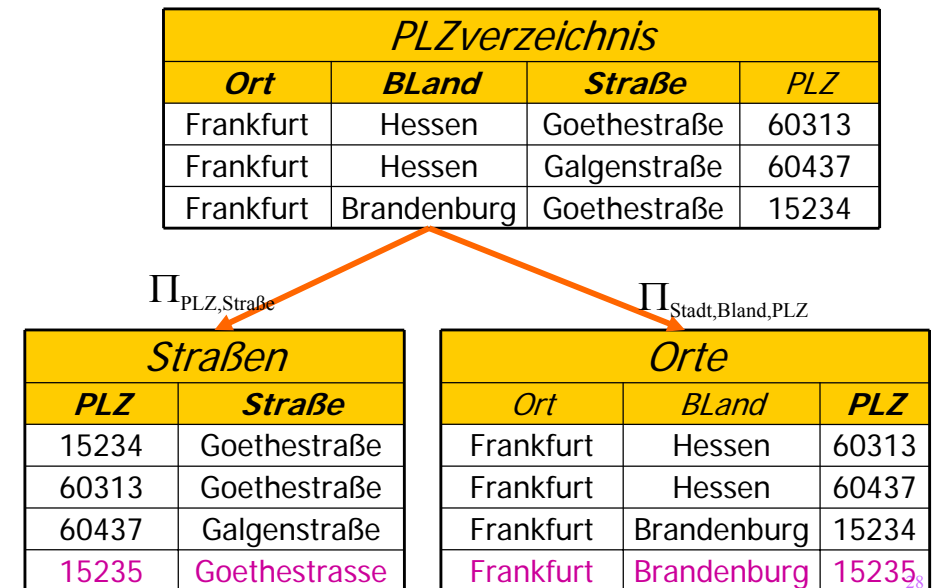 PLZverzeichnis
Ort BLand Straße PLZ
Frankfurt Hessen Goethestraße 60313
Frankfurt Hessen Galgenstraße 60437
Frankfurt Brandenburg Goethestraße 15234
Π PLZ,Straße
Π Stadt,Bland,PLZ
Straßen
PLZ Straße
15234 Goethestraße
60313 Goethestraße
60437 Galgenstraße
15235 Goethestrasse
Orte
Ort BLand PLZ
Frankfurt Hessen 60313
Frankfurt Hessen 60437
Frankfurt Brandenburg 15234
Frankfurt Brandenburg 15235